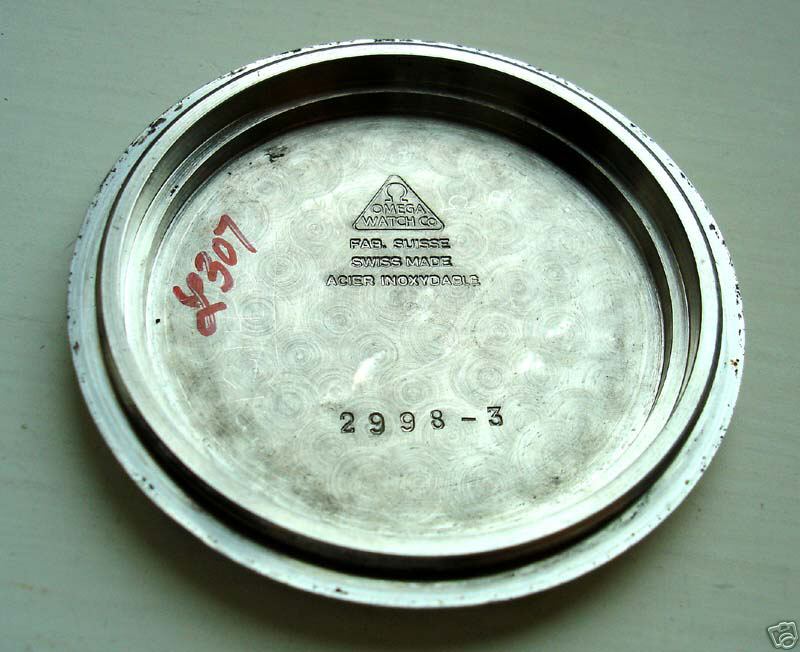 Ω
OMEGA
WATCH Co
FAB. SUISSE
SWISS MADE
ACIER INOXYDABLE
307
2998-3